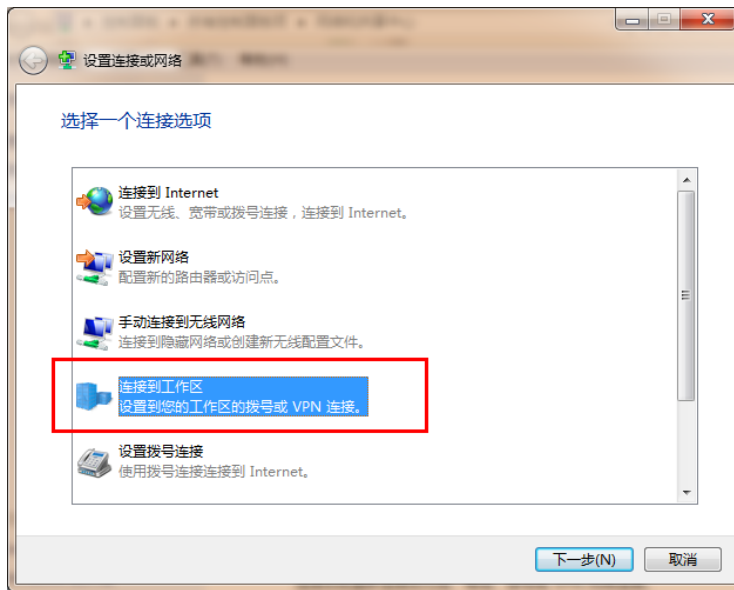 设置连接或网络
选择一个连接选项
连接到 Internet
设置无线、宽带或拨号连接，连接到 Internet。
设置新网络
配置新的路由器或访问点。
手动连接到无线网络
连接到隐藏网络或创建新无线配置文件。
连接到工作区
设置到您的工作区的拨号或 VPN 连接。
设置拨号连接
使用拨号连接连接到 Internet。
下一步(N)
取消